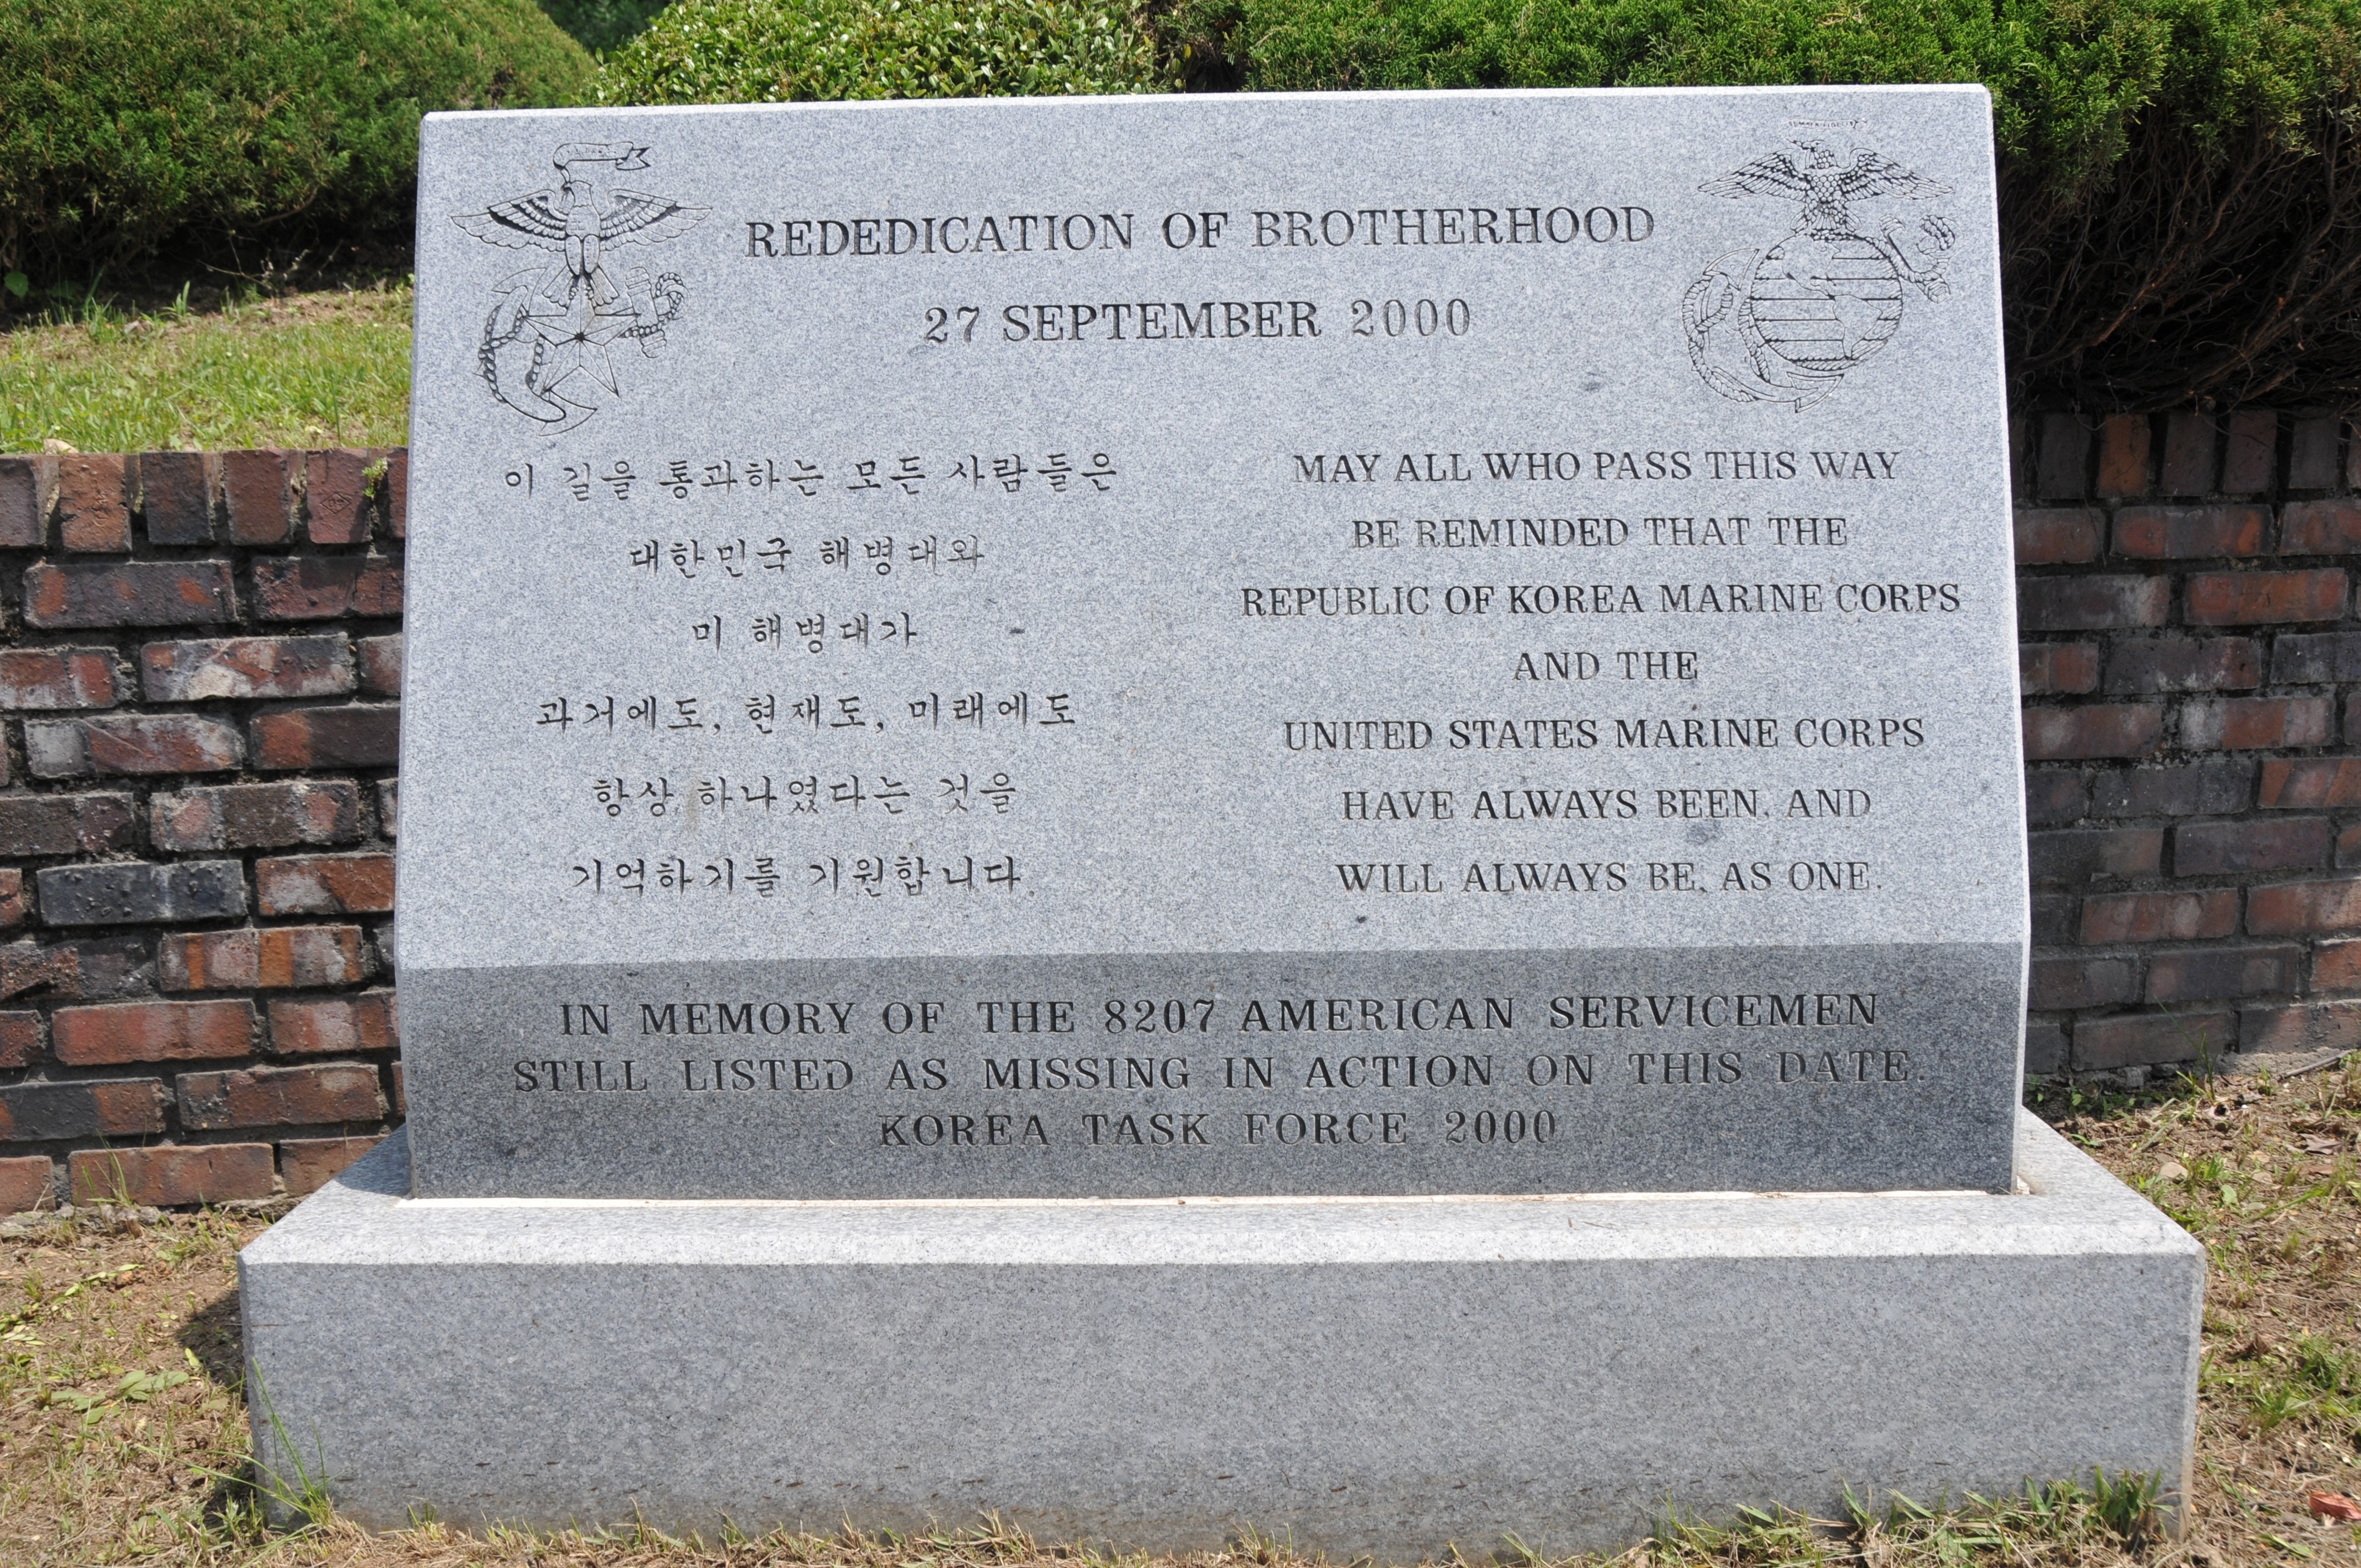 REDEDICATION OF BROTHERHOOD
27 SEPTEMBER 2000
이 길을 통과하는 모든 사람들은
대한민국 해병대와
미 해병대가
과거에도, 현재도, 미래에도
항상 하나였다는 것을
기억하기를 기원합니다.
MAY ALL WHO PASS THIS WAY
BE REMINDED THAT THE
REPUBLIC OF KOREA MARINE CORPS
AND THE
UNITED STATES MARINE CORPS
HAVE ALWAYS BEEN, AND
WILL ALWAYS BE, AS ONE.
IN MEMORY OF THE 8207 AMERICAN SERVICEMEN
STILL LISTED AS MISSING IN ACTION ON THIS DATE.
KOREA TASK FORCE 2000